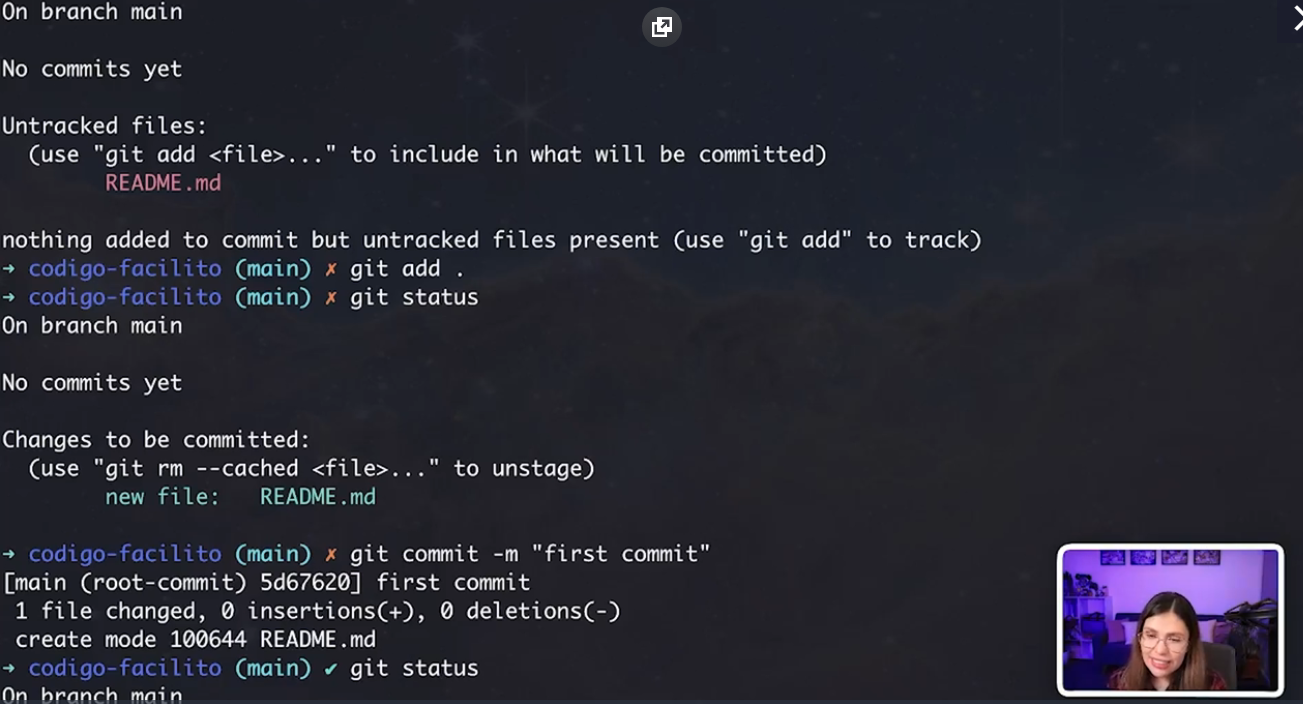 On branch main
No commits yet
Untracked files:
(use "git add <file>..." to include in what will be committed)
README.md
nothing added to commit but untracked files present (use "git add" to track)
→ codigo-facilito (main) ✗ git add .
→ codigo-facilito (main) ✗ git status
On branch main
No commits yet
Changes to be committed:
(use "git rm --cached <file>..." to unstage)
new file:   README.md
→ codigo-facilito (main) ✗ git commit -m "first commit"
[main (root-commit) 5d67620] first commit
1 file changed, 0 insertions(+), 0 deletions(-)
create mode 100644 README.md
→ codigo-facilito (main) ✔ git status
On branch main